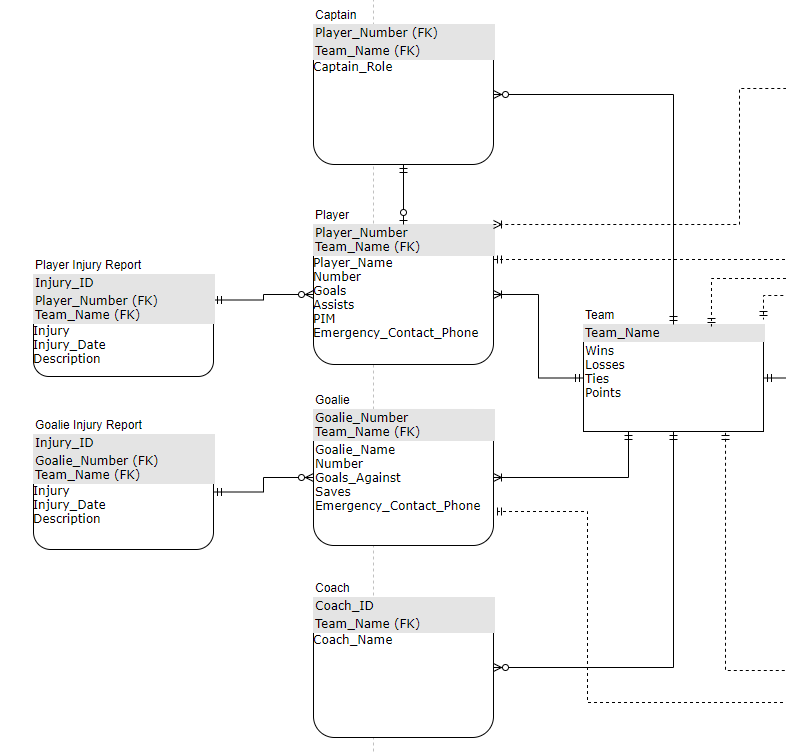 Captain
Player_Number (FK)
Team_Name (FK)
Captain_Role
Player
Player_Number
Team_Name (FK)
Player_Name
Number
Goals
Assists
PIM
Emergency_Contact_Phone
Player Injury Report
Injury_ID
Player_Number (FK)
Team_Name (FK)
Injury
Injury_Date
Description
Team
Team_Name
Wins
Losses
Ties
Points
Goalie
Goalie_Number
Team_Name (FK)
Goalie_Name
Number
Goals_Against
Saves
Emergency_Contact_Phone
Goalie Injury Report
Injury_ID
Goalie_Number (FK)
Team_Name (FK)
Injury
Injury_Date
Description
Coach
Coach_ID
Team_Name (FK)
Coach_Name